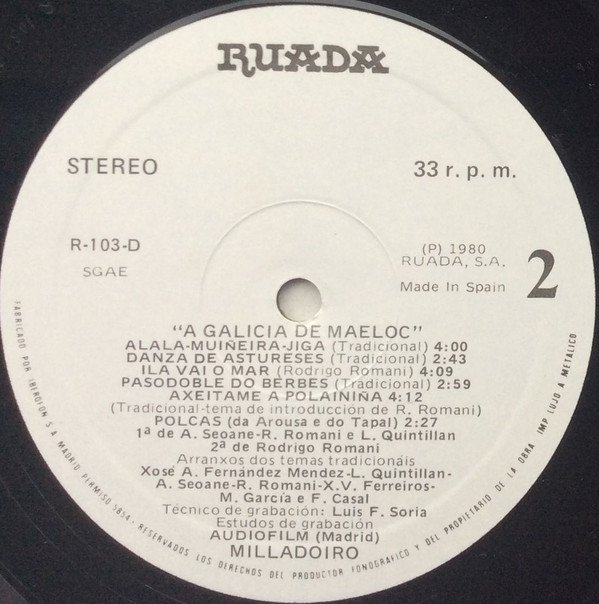 RUADA
STEREO
33 r. p. m.
R-103-D
SGAE
(P) 1980
RUADA, S.A.
Made In Spain
2
"A GALICIA DE MAELOC"
ALALA-MUIÑEIRA-JIGA (Tradicional) 4:00
DANZA DE ASTURESES (Tradicional) 2:43
ILA VAI O MAR (Rodrigo Romani) 4:09
PASODOBLE DO BERBES (Tradicional) 2:59
AXEITAME A POLAINIÑA 4:12
(Tradicional-tema de introduccion de R. Romani)
POLCAS (da Arousa e do Tapal) 2:27
1ª de A. Seoane-R. Romani e L. Quintillan
2ª de Rodrigo Romani
Arranxos dos temas tradicionáis
Xosé A. Fernández Mendez-L. Quintillan-
A. Seoane-R. Romani-X.V. Ferreiros-
M. García e F. Casal
Técnico de grabación: Luis F. Soria
Estudos de grabación
AUDIOFILM (Madrid)
MILLADOIRO
FABRICADO POR IBEROFON S A MADRID PERMISO 5854 - RESERVADOS LOS DERECHOS DEL PRODUCTOR FONOGRAFICO Y DEL PROPIETARIO DE LA OBRA IMP LUJO A METALICO